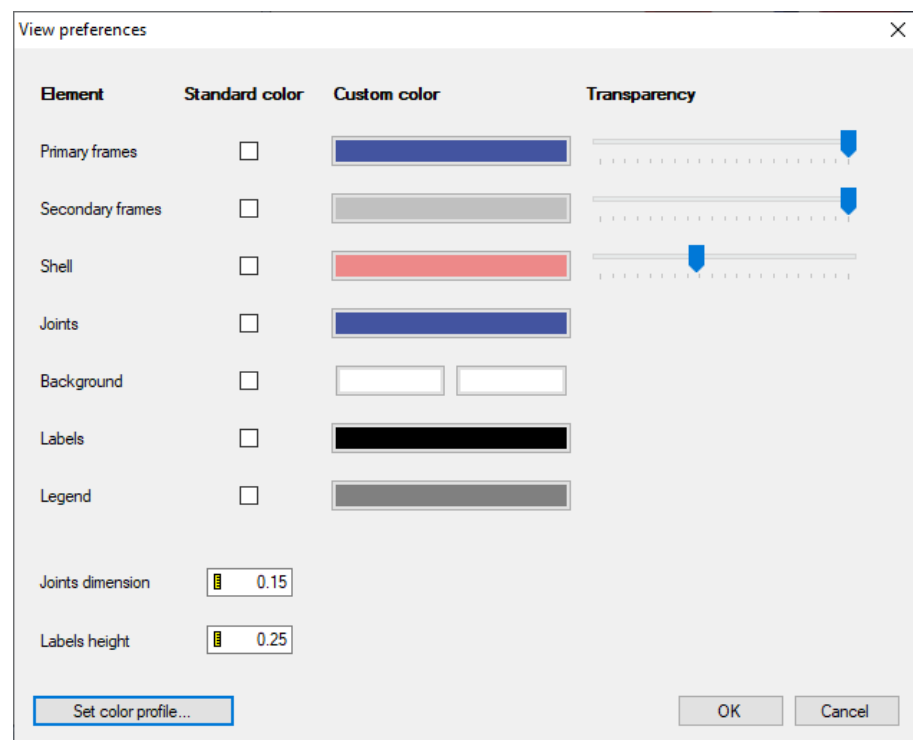 View preferences
Element Standard color Custom color Transparency
Primary frames
Secondary frames
Shell
Joints
Background
Labels
Legend
Joints dimension 0.15
Labels height 0.25
Set color profile... OK Cancel